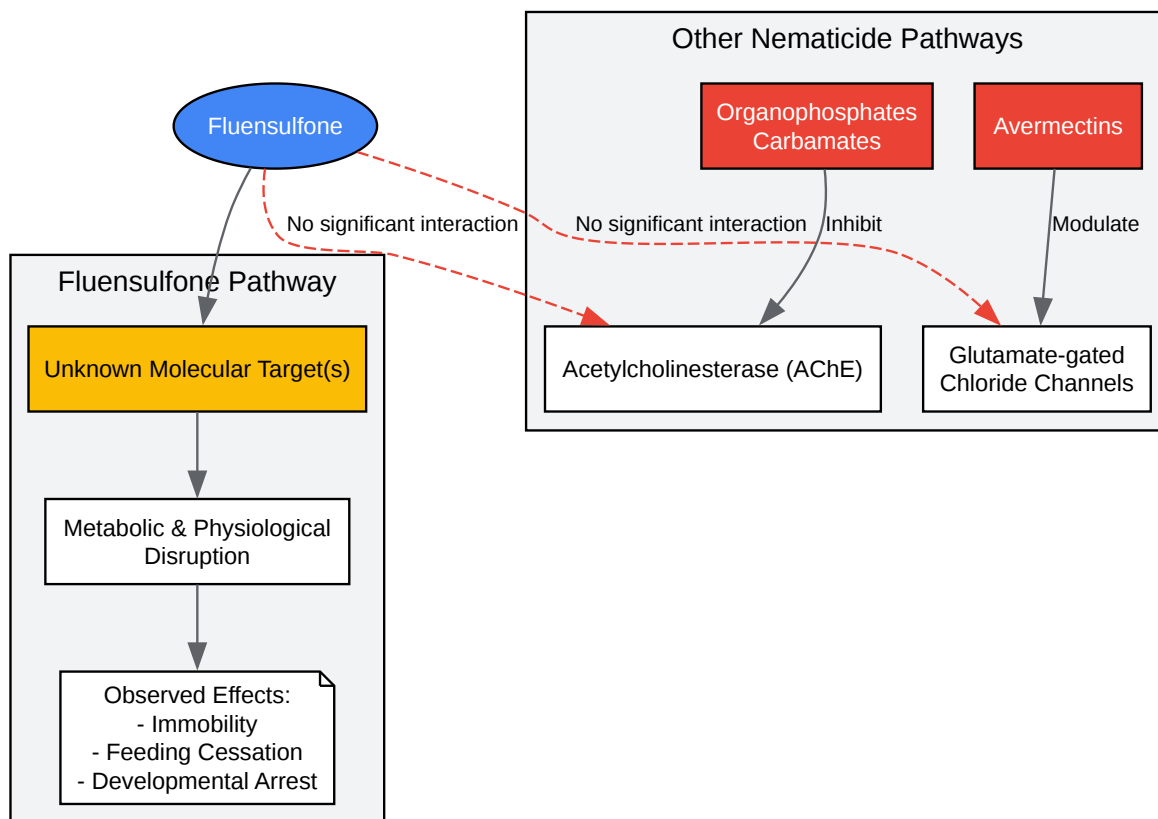 Other Nematicide Pathways
Fluensulfone
Organophosphates
Carbamates
Avermectins
No significant interaction
No significant interaction
Inhibit
Modulate
Fluensulfone Pathway
Unknown Molecular Target(s)
Acetylcholinesterase (AChE)
Glutamate-gated
Chloride Channels
Metabolic & Physiological
Disruption
Observed Effects:
- Immobility
- Feeding Cessation
- Developmental Arrest